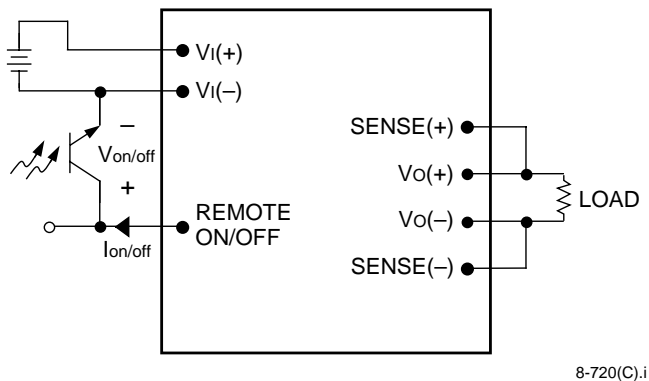 VI(+)
VI(–)
SENSE(+)
–
Von/off
VO(+)
+
LOAD
REMOTE
ON/OFF
VO(–)
Ion/off
SENSE(–)
8-720(C).i